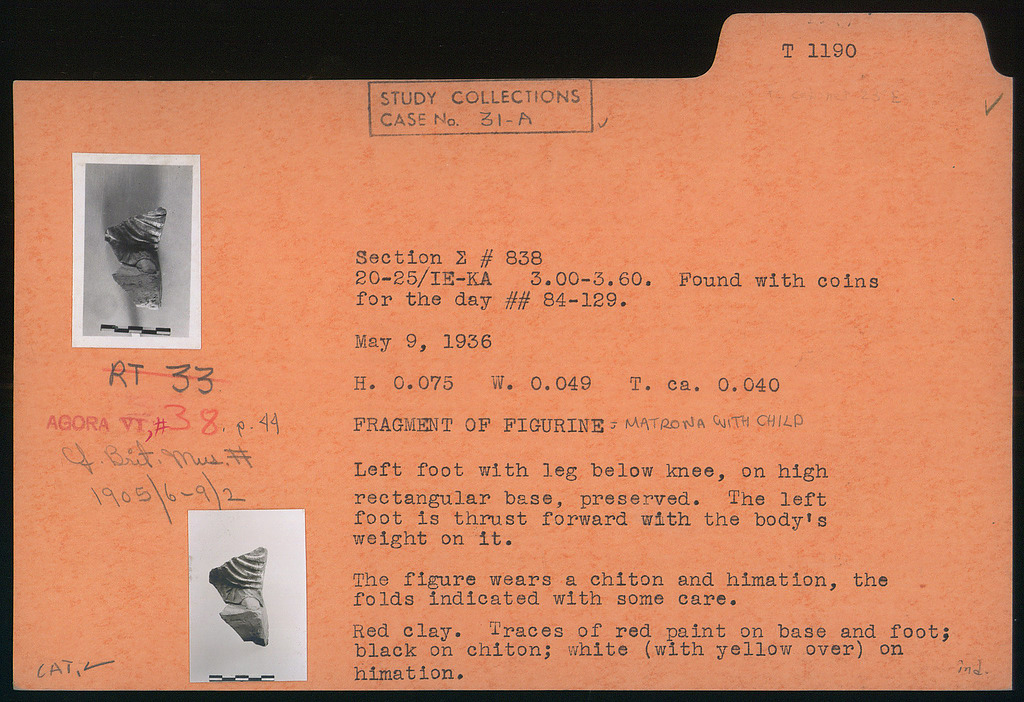 T 1190
STUDY COLLECTIONS
CASE No. 31-A
Section Σ # 838
20-25/IE-KA 3.00-3.60. Found with coins
for the day ## 84-129.
May 9, 1936
H. 0.075 W. 0.049 T. ca. 0.040
FRAGMENT OF FIGURINE = MATRONA WITH CHILD
Left foot with leg below knee, on high
rectangular base, preserved. The left
foot is thrust forward with the body's
weight on it.
The figure wears a chiton and himation, the
folds indicated with some care.
Red clay. Traces of red paint on base and foot;
black on chiton; white (with yellow over) on
himation.
RT 33
AGORA VI, #38, p. 44
Cf. Brit. Mus. #
1905/6-9/2
CAT.
ind.